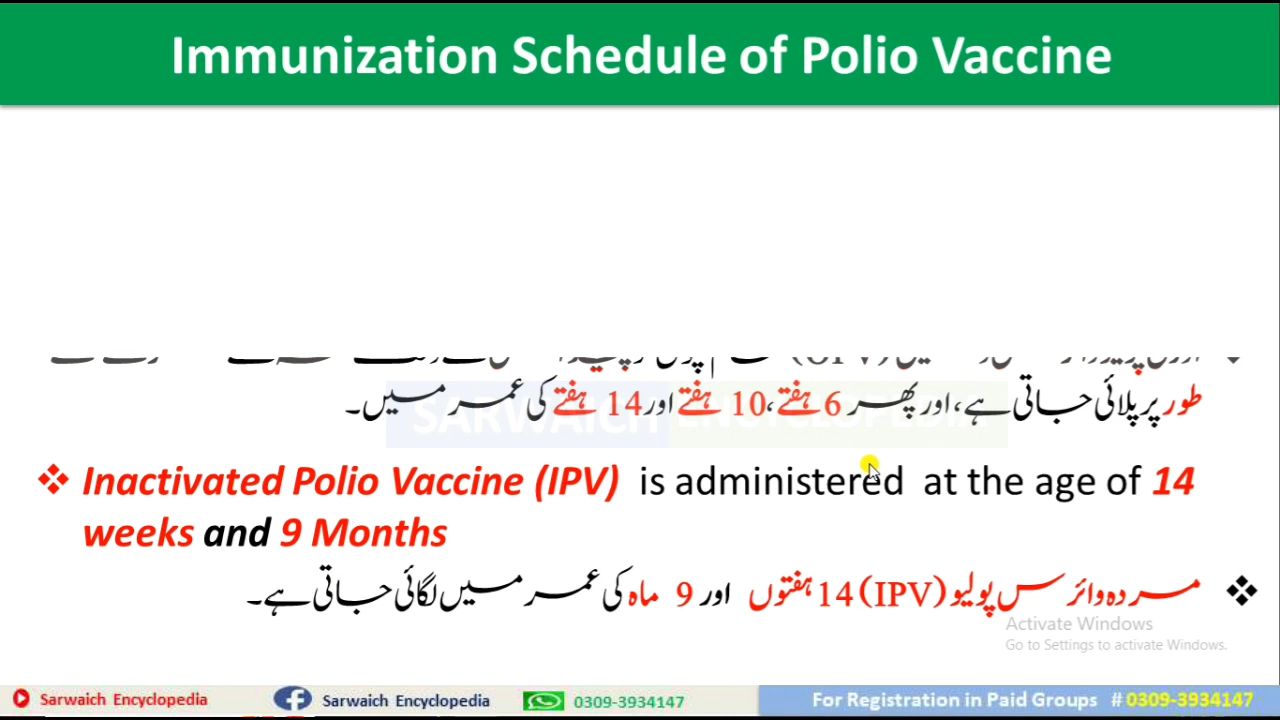 Immunization Schedule of Polio Vaccine
(OPV)
طور پر پلائی جاتی ہے، اور پھر 6 ہفتے، 10 ہفتے اور 14 ہفتے کی عمر میں۔
SARWAICH ENCYCLOPEDIA
❖ Inactivated Polio Vaccine (IPV) is administered at the age of 14
weeks and 9 Months
❖ مردہ وائرس پولیو (IPV) 14 ہفتوں اور 9 ماہ کی عمر میں لگائی جاتی ہے۔
Activate Windows
Go to Settings to activate Windows.
Sarwaich Encyclopedia Sarwaich Encyclopedia 0309-3934147 For Registration in Paid Groups # 0309-3934147